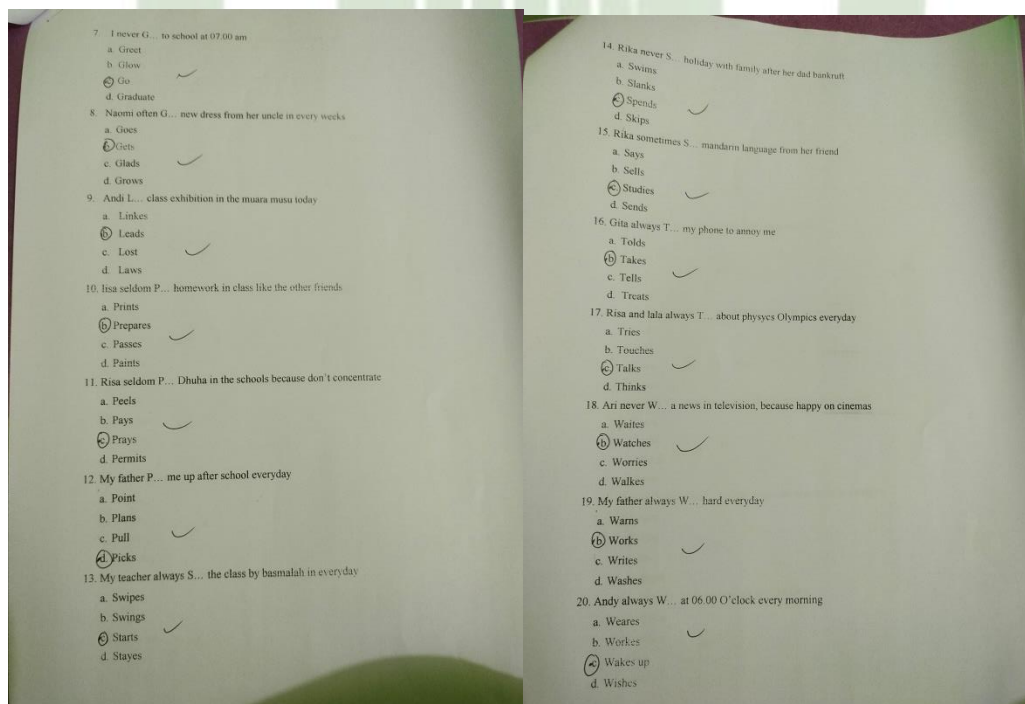 7. I never G... to school at 07.00 am
a. Greet
b. Glow
c. Go
d. Graduate
8. Naomi often G... new dress from her uncle in every weeks
a. Goes
b. Gets
c. Glads
d. Grows
9. Andi L... class exhibition in the muara musu today
a. Linkes
b. Leads
c. Lost
d. Laws
10. lisa seldom P... homework in class like the other friends
a. Prints
b. Prepares
c. Passes
d. Paints
11. Risa seldom P... Dhuha in the schools because don't concentrate
a. Peels
b. Pays
c. Prays
d. Permits
12. My father P... me up after school everyday
a. Point
b. Plans
c. Pull
d. Picks
13. My teacher always S... the class by basmalah in everyday
a. Swipes
b. Swings
c. Starts
d. Stayes
14. Rika never S... holiday with family after her dad bankruft
a. Swims
b. Slanks
c. Spends
d. Skips
15. Rika sometimes S... mandarin language from her friend
a. Says
b. Sells
c. Studies
d. Sends
16. Gita always T... my phone to annoy me
a. Tolds
b. Takes
c. Tells
d. Treats
17. Risa and lala always T... about physycs Olympics everyday
a. Tries
b. Touches
c. Talks
d. Thinks
18. Ari never W... a news in television, because happy on cinemas
a. Waites
b. Watches
c. Worries
d. Walkes
19. My father always W... hard everyday
a. Warns
b. Works
c. Writes
d. Washes
20. Andy always W... at 06.00 O'clock every morning
a. Weares
b. Workes
c. Wakes up
d. Wishes